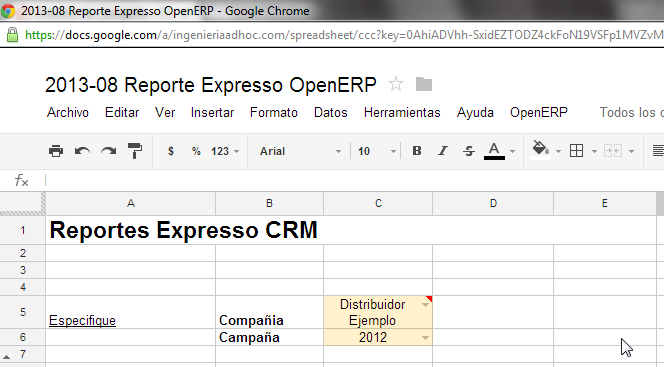 2013-08 Reporte Expresso OpenERP - Google Chrome
https://docs.google.com/a/ingenieriaadhoc.com/spreadsheet/ccc?key=0AhiADVhh-SxidEZTODZ4ckFoN19VSFp1MVZvM
2013-08 Reporte Expresso OpenERP
Archivo Editar Ver Insertar Formato Datos Herramientas Ayuda OpenERP Todos los c
$ % 123 Arial 10 B I S A
fx
A B C D E
1 Reportes Expresso CRM
2
3
4
5 Especifique Compañia Distribuidor Ejemplo
6 Campaña 2012
7